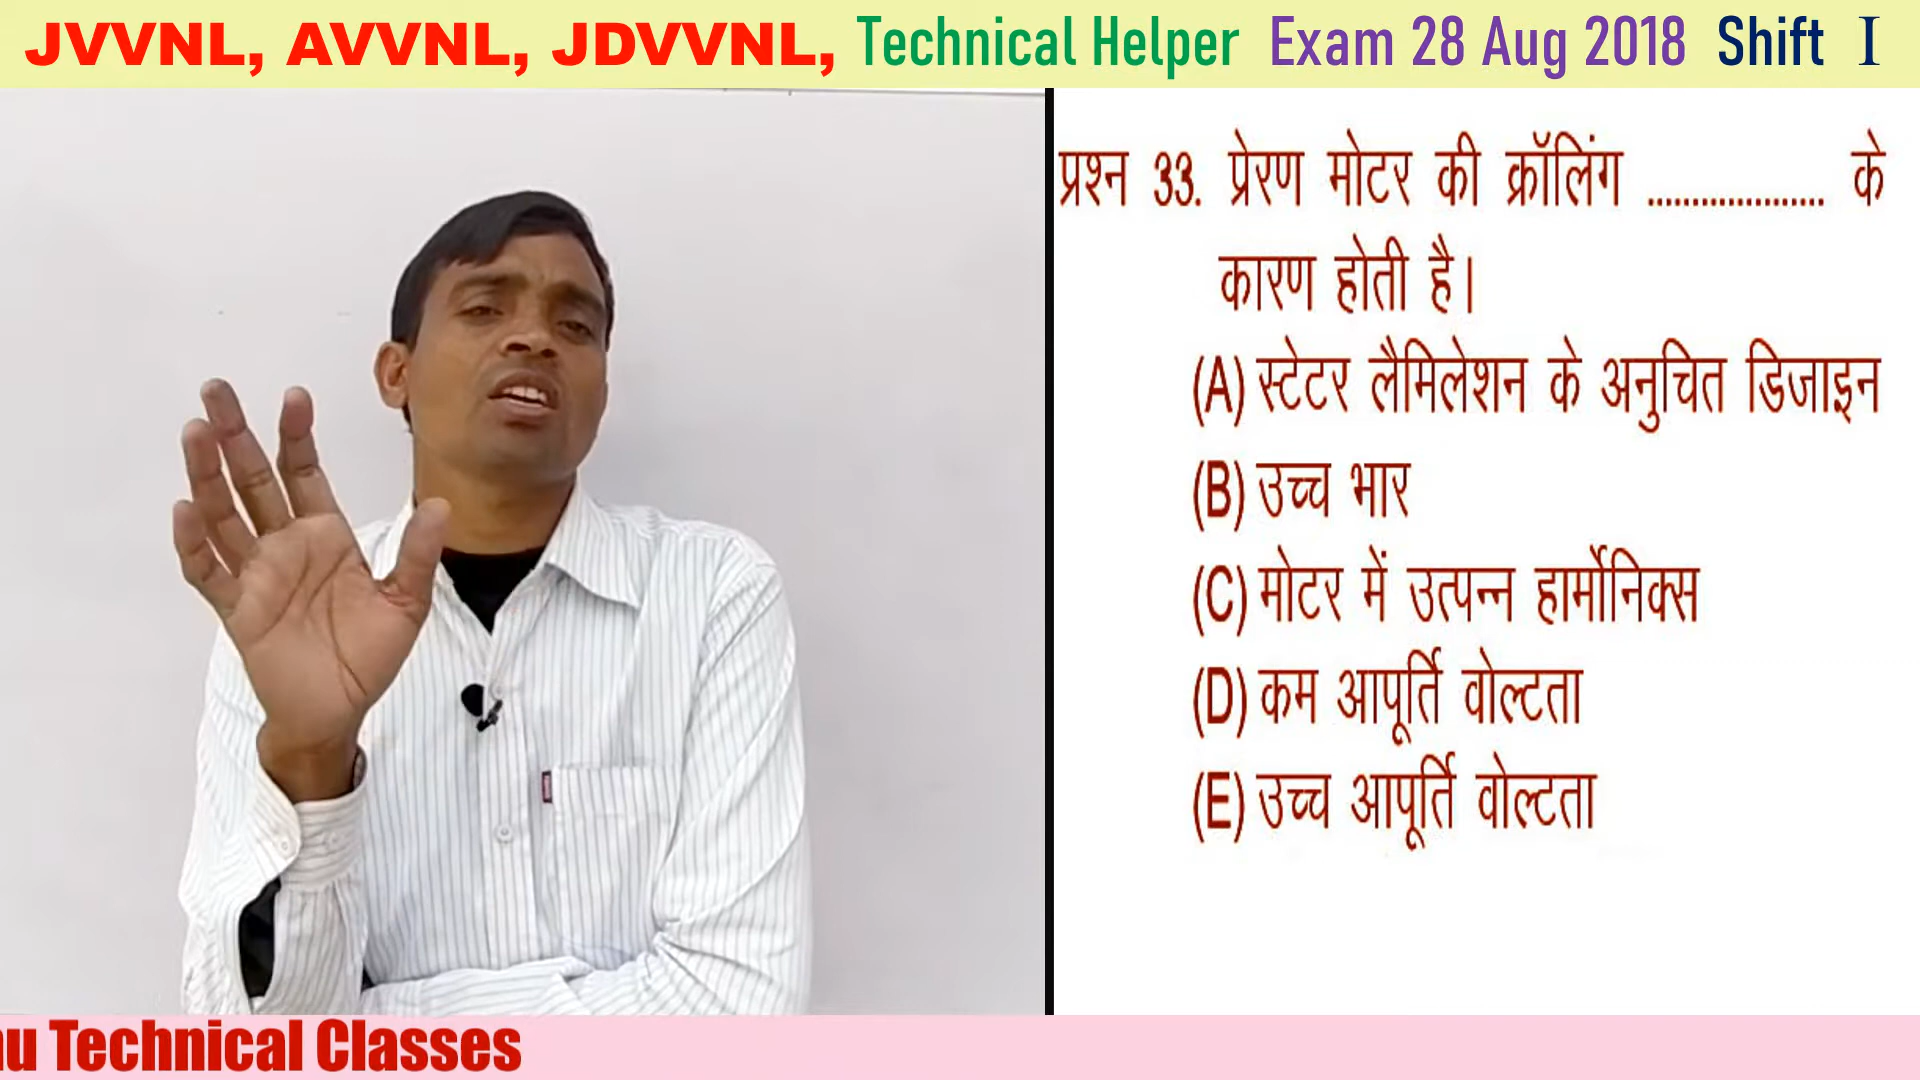 JVVNL, AVVNL, JDVVNL, Technical Helper Exam 28 Aug 2018 Shift I
प्रश्न 33. प्रेरण मोटर की क्रॉलिंग .................... के
कारण होती है।
(A) स्टेटर लैमिलेशन के अनुचित डिजाइन
(B) उच्च भार
(C) मोटर में उत्पन्न हार्मोनिक्स
(D) कम आपूर्ति वोल्टता
(E) उच्च आपूर्ति वोल्टता
Technical Classes